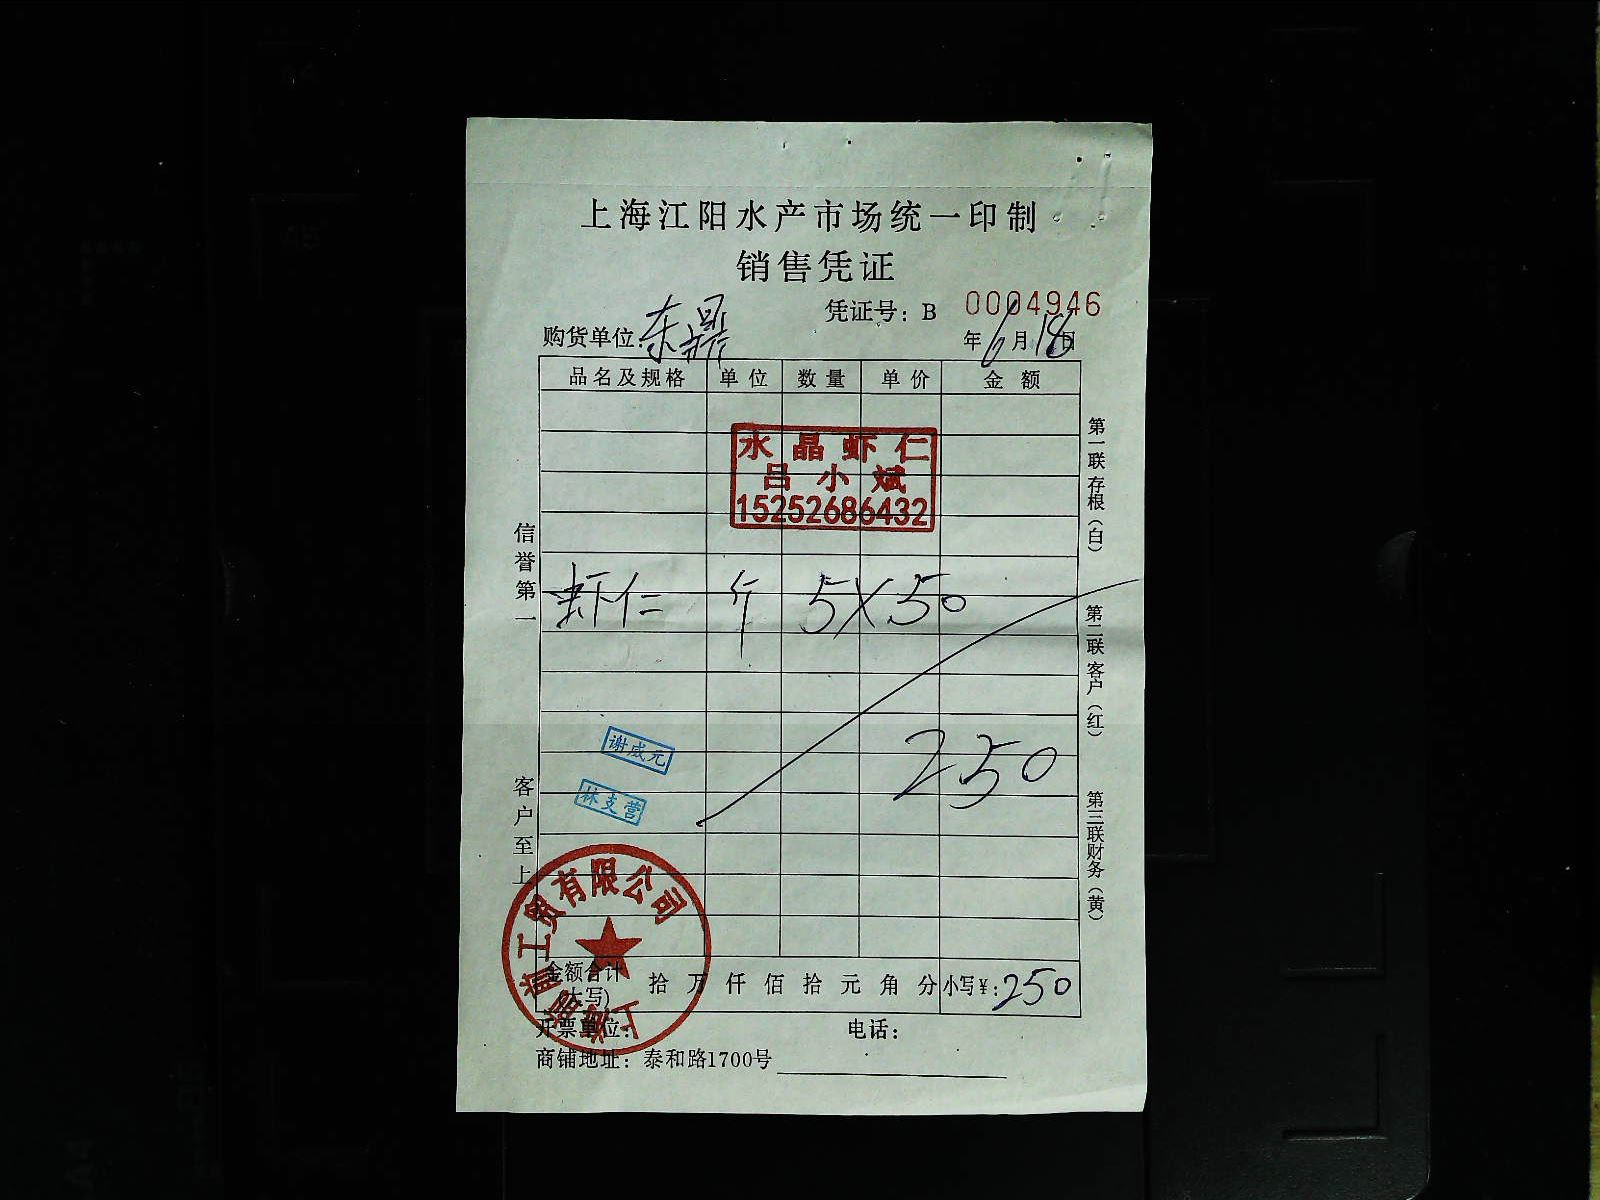 上海江阳水产市场统一印制
销售凭证
凭证号：B 0004946
购货单位：东鼎 年6月18日
品名及规格 单位 数量 单价 金额
水晶虾仁
吕小斌
15252686432
虾仁 斤 5×50
250
谢成元
林支营
工贸有限公司
金额合计(大写) 拾 万 仟 佰 拾 元 角 分 小写￥：250
开票单位： 电话：
商铺地址：泰和路1700号
信誉第一
客户至上
第一联存根（白）
第二联客户（红）
第三联财务（黄）